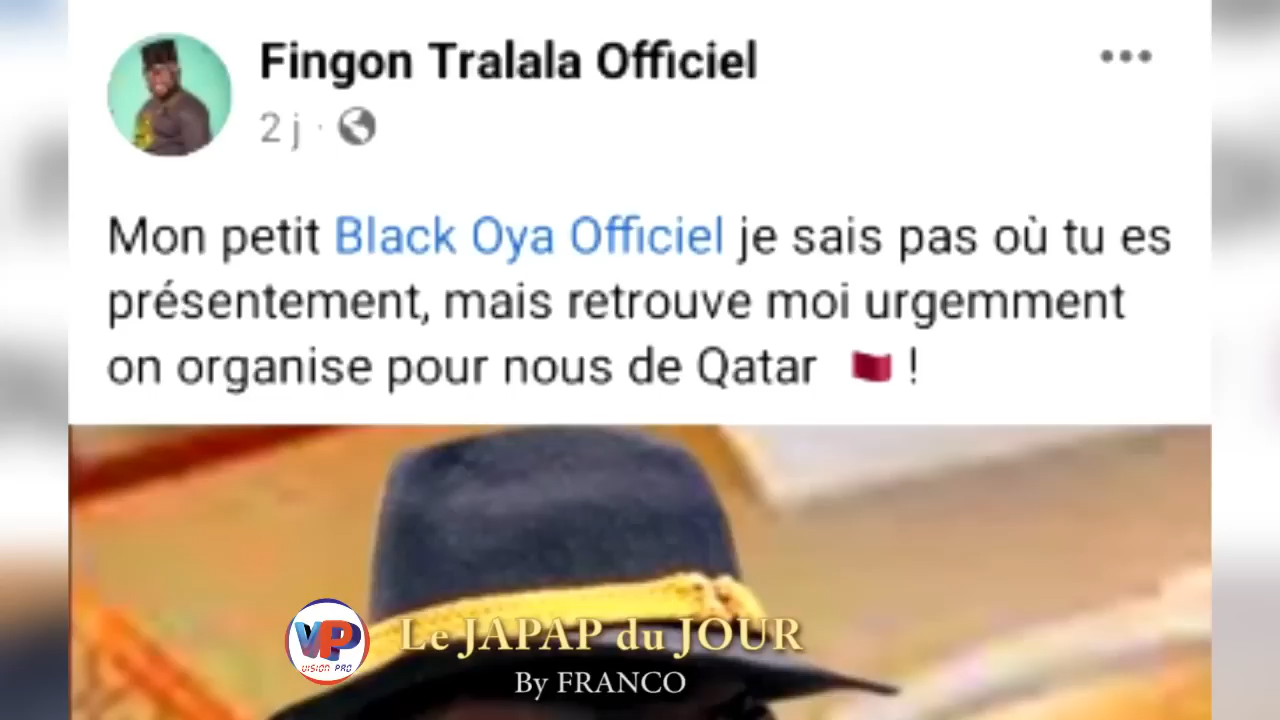 Fingon Tralala Officiel
2 j ·
Mon petit Black Oya Officiel je sais pas où tu es
présentement, mais retrouve moi urgemment
on organise pour nous de Qatar 🇶🇦 !
VP
VISION PRO
Le JAPAP du JOUR
By FRANCO